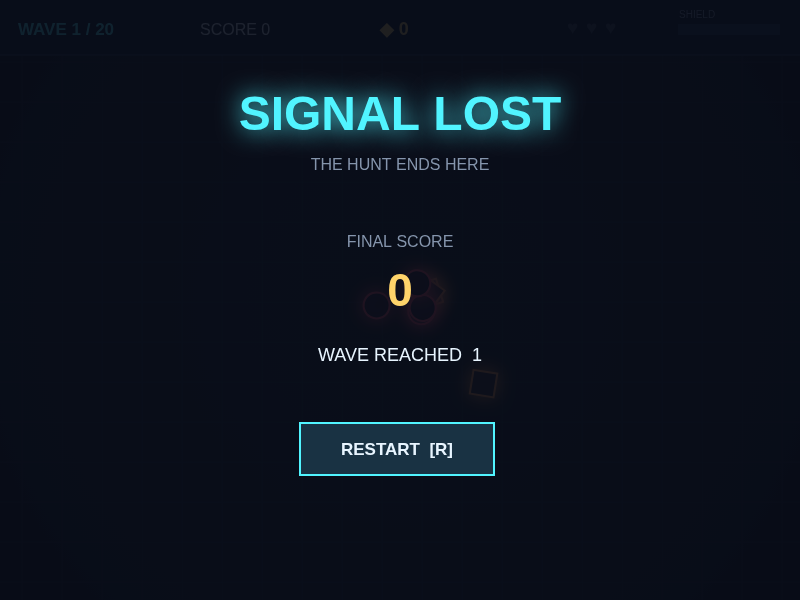 WAVE 1 / 20 SCORE 0 ◆ 0 ♥ ♥ ♥ SHIELD
SIGNAL LOST
THE HUNT ENDS HERE
FINAL SCORE
0
WAVE REACHED 1
RESTART [R]